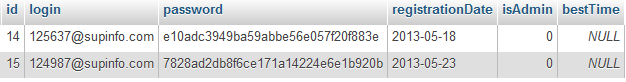 id login password registrationDate isAdmin bestTime
14 125637@supinfo.com e10adc3949ba59abbe56e057f20f883e 2013-05-18 0 NULL
15 124987@supinfo.com 7828ad2db8f6ce171a14224e6e1b920b 2013-05-23 0 NULL